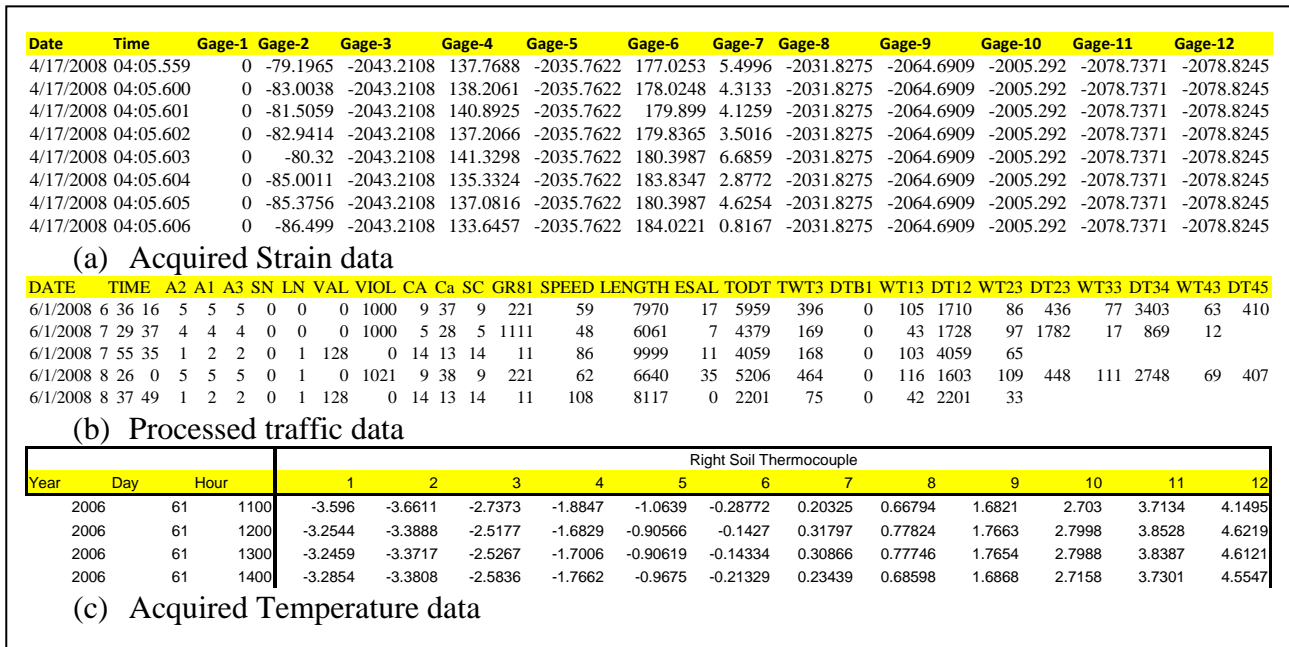 Date Time Gage-1 Gage-2 Gage-3 Gage-4 Gage-5 Gage-6 Gage-7 Gage-8 Gage-9 Gage-10 Gage-11 Gage-12
4/17/2008 04:05.559 0 -79.1965 -2043.2108 137.7688 -2035.7622 177.0253 5.4996 -2031.8275 -2064.6909 -2005.292 -2078.7371 -2078.8245
4/17/2008 04:05.600 0 -83.0038 -2043.2108 138.2061 -2035.7622 178.0248 4.3133 -2031.8275 -2064.6909 -2005.292 -2078.7371 -2078.8245
4/17/2008 04:05.601 0 -81.5059 -2043.2108 140.8925 -2035.7622 179.899 4.1259 -2031.8275 -2064.6909 -2005.292 -2078.7371 -2078.8245
4/17/2008 04:05.602 0 -82.9414 -2043.2108 137.2066 -2035.7622 179.8365 3.5016 -2031.8275 -2064.6909 -2005.292 -2078.7371 -2078.8245
4/17/2008 04:05.603 0 -80.32 -2043.2108 141.3298 -2035.7622 180.3987 6.6859 -2031.8275 -2064.6909 -2005.292 -2078.7371 -2078.8245
4/17/2008 04:05.604 0 -85.0011 -2043.2108 135.3324 -2035.7622 183.8347 2.8772 -2031.8275 -2064.6909 -2005.292 -2078.7371 -2078.8245
4/17/2008 04:05.605 0 -85.3756 -2043.2108 137.0816 -2035.7622 180.3987 4.6254 -2031.8275 -2064.6909 -2005.292 -2078.7371 -2078.8245
4/17/2008 04:05.606 0 -86.499 -2043.2108 133.6457 -2035.7622 184.0221 0.8167 -2031.8275 -2064.6909 -2005.292 -2078.7371 -2078.8245
(a) Acquired Strain data
DATE TIME A2 A1 A3 SN LN VAL VIOL CA Ca SC GR81 SPEED LENGTH ESAL TODT TWT3 DTB1 WT13 DT12 WT23 DT23 WT33 DT34 WT43 DT45
6/1/2008 6 36 16 5 5 5 0 0 0 1000 9 37 9 221 59 7970 17 5959 396 0 105 1710 86 436 77 3403 63 410
6/1/2008 7 29 37 4 4 4 0 0 0 1000 5 28 5 1111 48 6061 7 4379 169 0 43 1728 97 1782 17 869 12
6/1/2008 7 55 35 1 2 2 0 1 128 0 14 13 14 11 86 9999 11 4059 168 0 103 4059 65
6/1/2008 8 26 0 5 5 5 0 1 0 1021 9 38 9 221 62 6640 35 5206 464 0 116 1603 109 448 111 2748 69 407
6/1/2008 8 37 49 1 2 2 0 1 128 0 14 13 14 11 108 8117 0 2201 75 0 42 2201 33
(b) Processed traffic data
Right Soil Thermocouple
Year Day Hour 1 2 3 4 5 6 7 8 9 10 11 12
2006 61 1100 -3.596 -3.6611 -2.7373 -1.8847 -1.0639 -0.28772 0.20325 0.66794 1.6821 2.703 3.7134 4.1495
2006 61 1200 -3.2544 -3.3888 -2.5177 -1.6829 -0.90566 -0.1427 0.31797 0.77824 1.7663 2.7998 3.8528 4.6219
2006 61 1300 -3.2459 -3.3717 -2.5267 -1.7006 -0.90619 -0.14334 0.30866 0.77746 1.7654 2.7988 3.8387 4.6121
2006 61 1400 -3.2854 -3.3808 -2.5836 -1.7662 -0.9675 -0.21329 0.23439 0.68598 1.6868 2.7158 3.7301 4.5547
(c) Acquired Temperature data